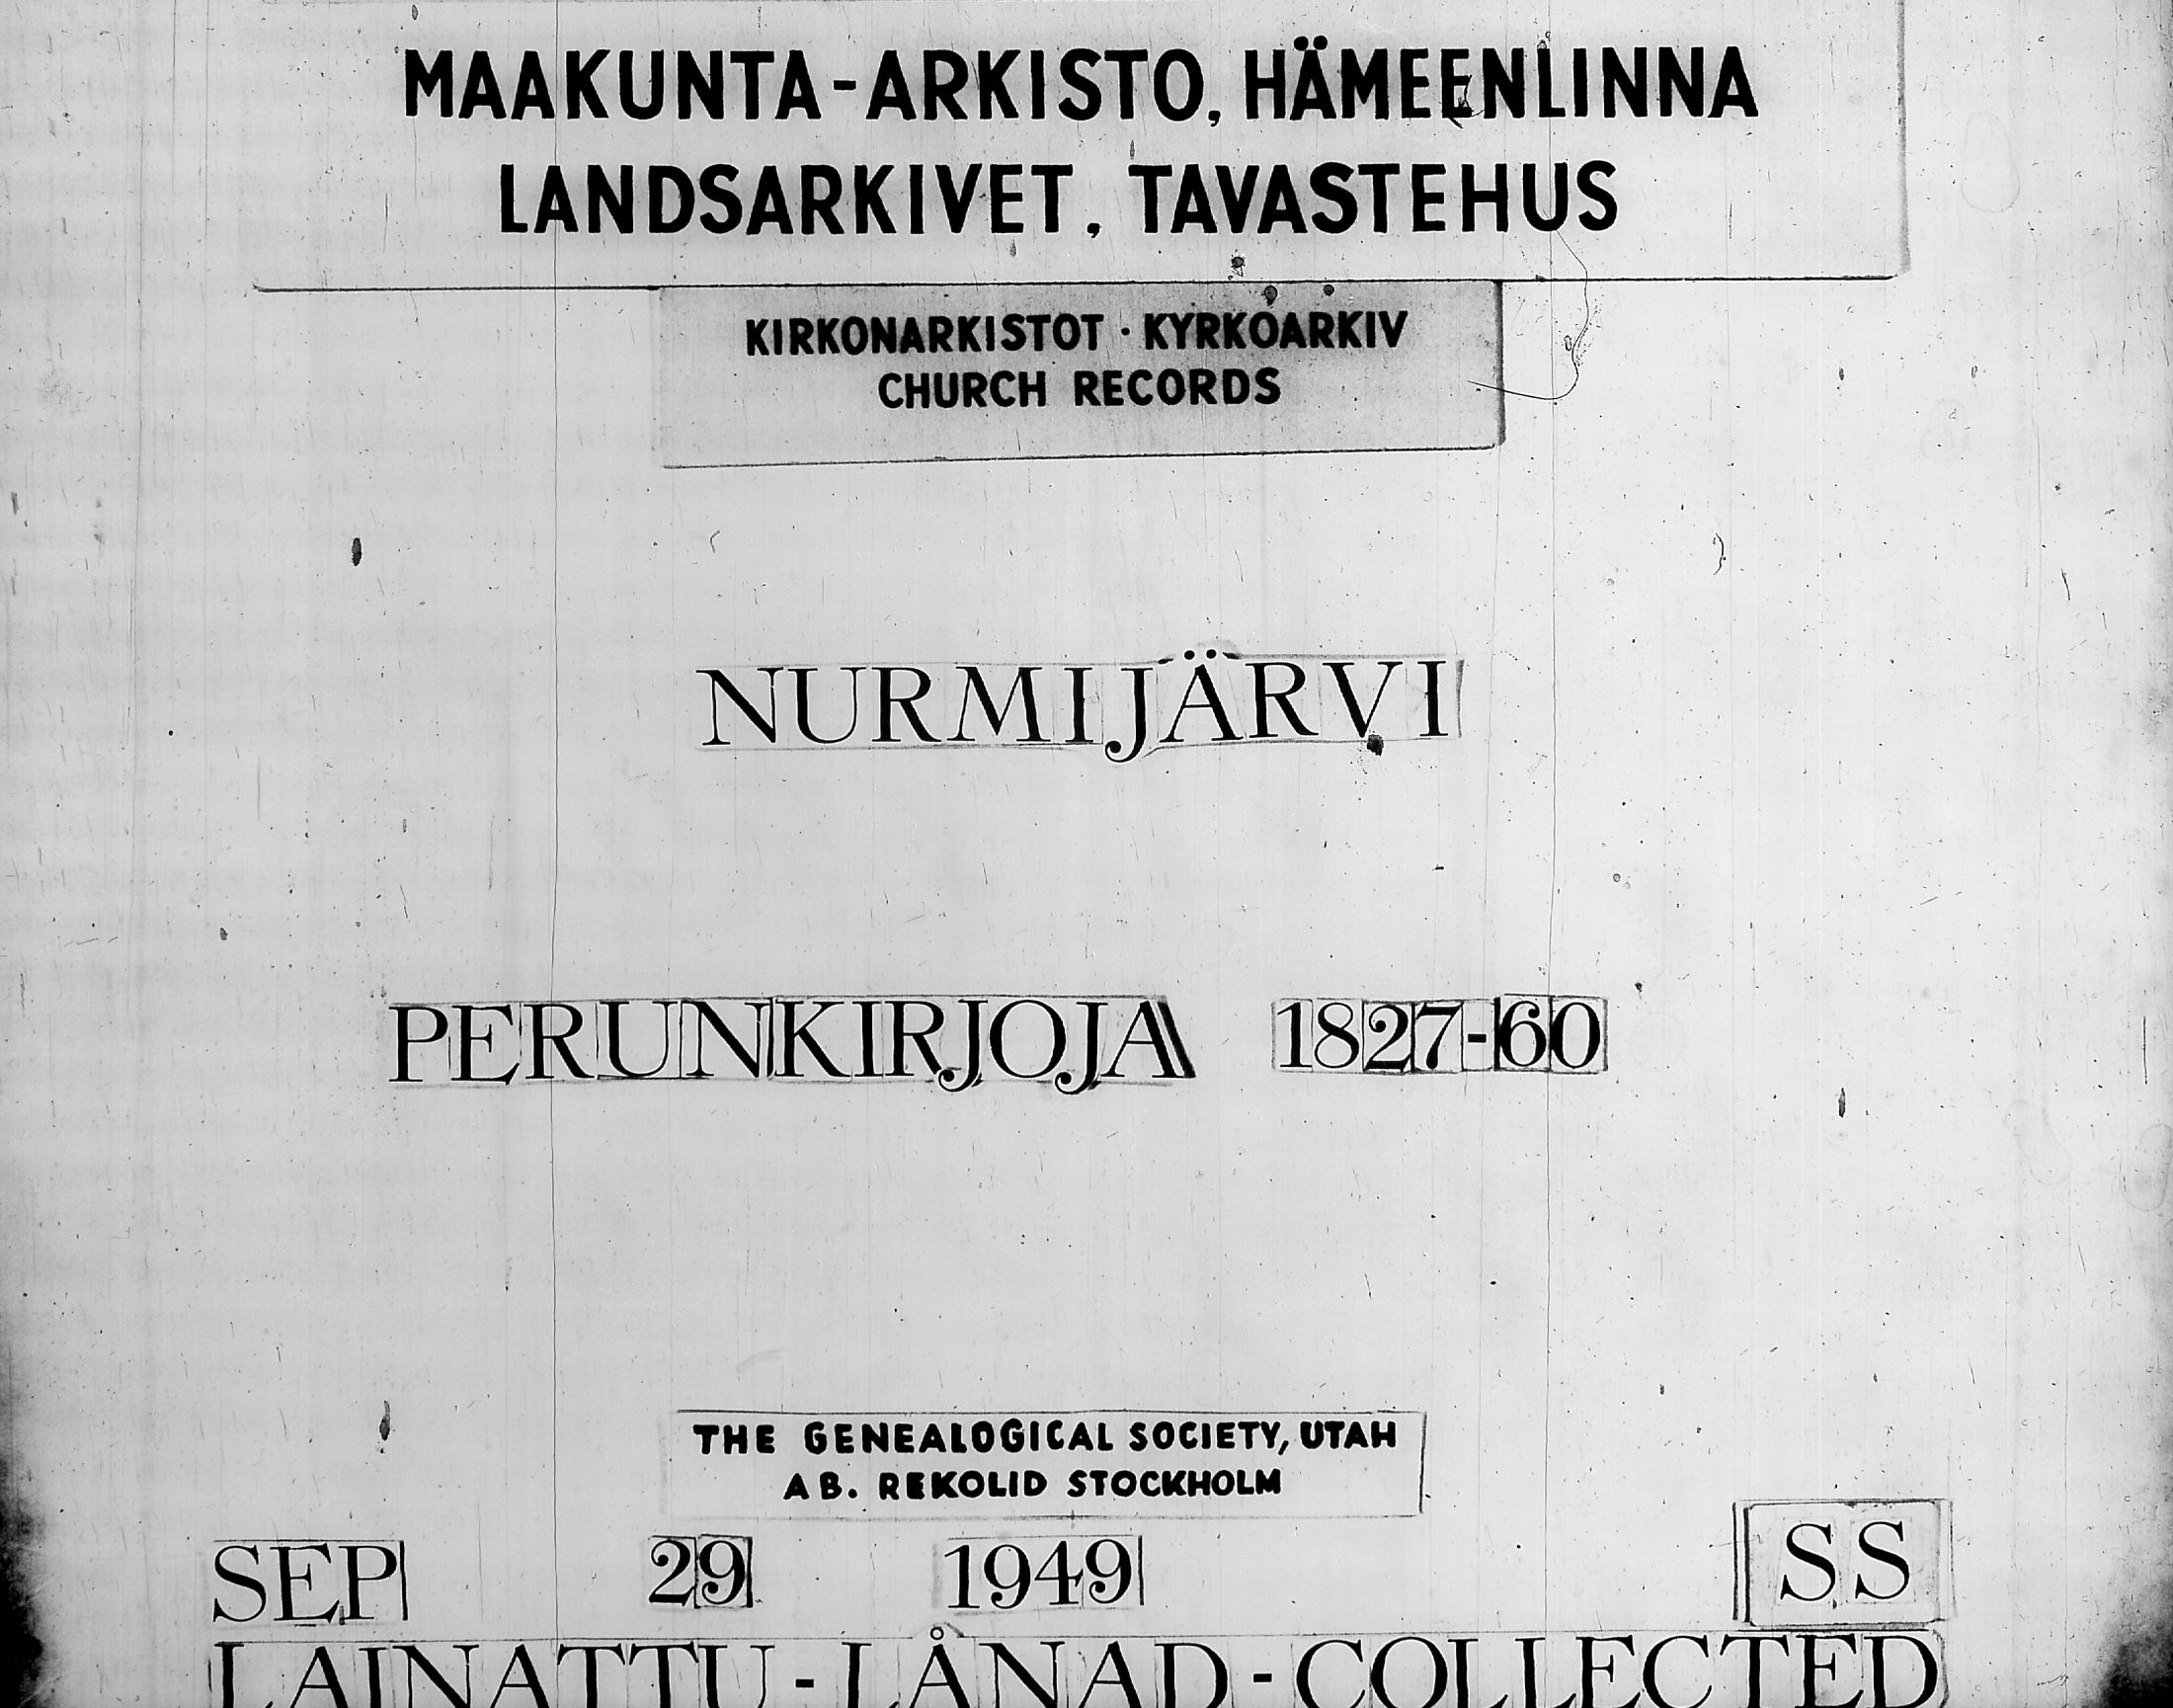 MAAKUNTA-ARKISTO, HÄMEENLINNA
LANDSARKIVET, TAVASTEHUS
KIRKONARKISTOT · KYRKOARKIV
CHURCH RECORDS
NURMIJÄRVI
PERUNKIRJOJA 1827-60
THE GENEALOGICAL SOCIETY, UTAH
AB. REKOLID STOCKHOLM
SEP 29 1949 SS
LAINATTU - LÅNAD - COLLECTED